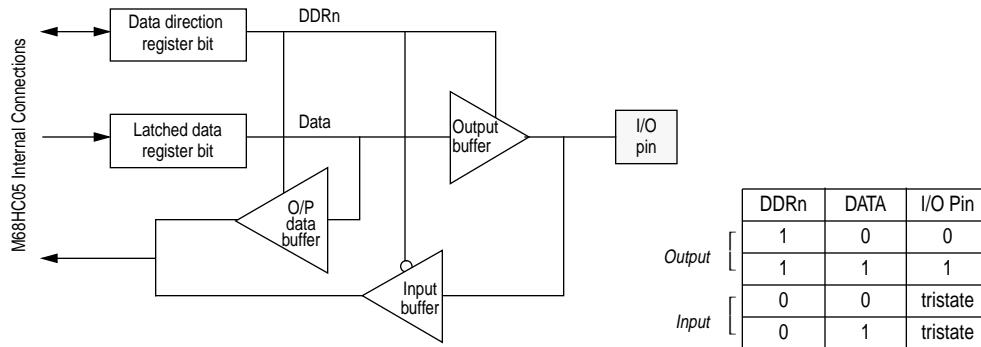 M68HC05 Internal Connections
Data direction
register bit
DDRn
Latched data
register bit
Data
Output
buffer
I/O
pin
O/P
data
buffer
Input
buffer
DDRn DATA I/O Pin
Output
1 0 0
1 1 1
Input
0 0 tristate
0 1 tristate